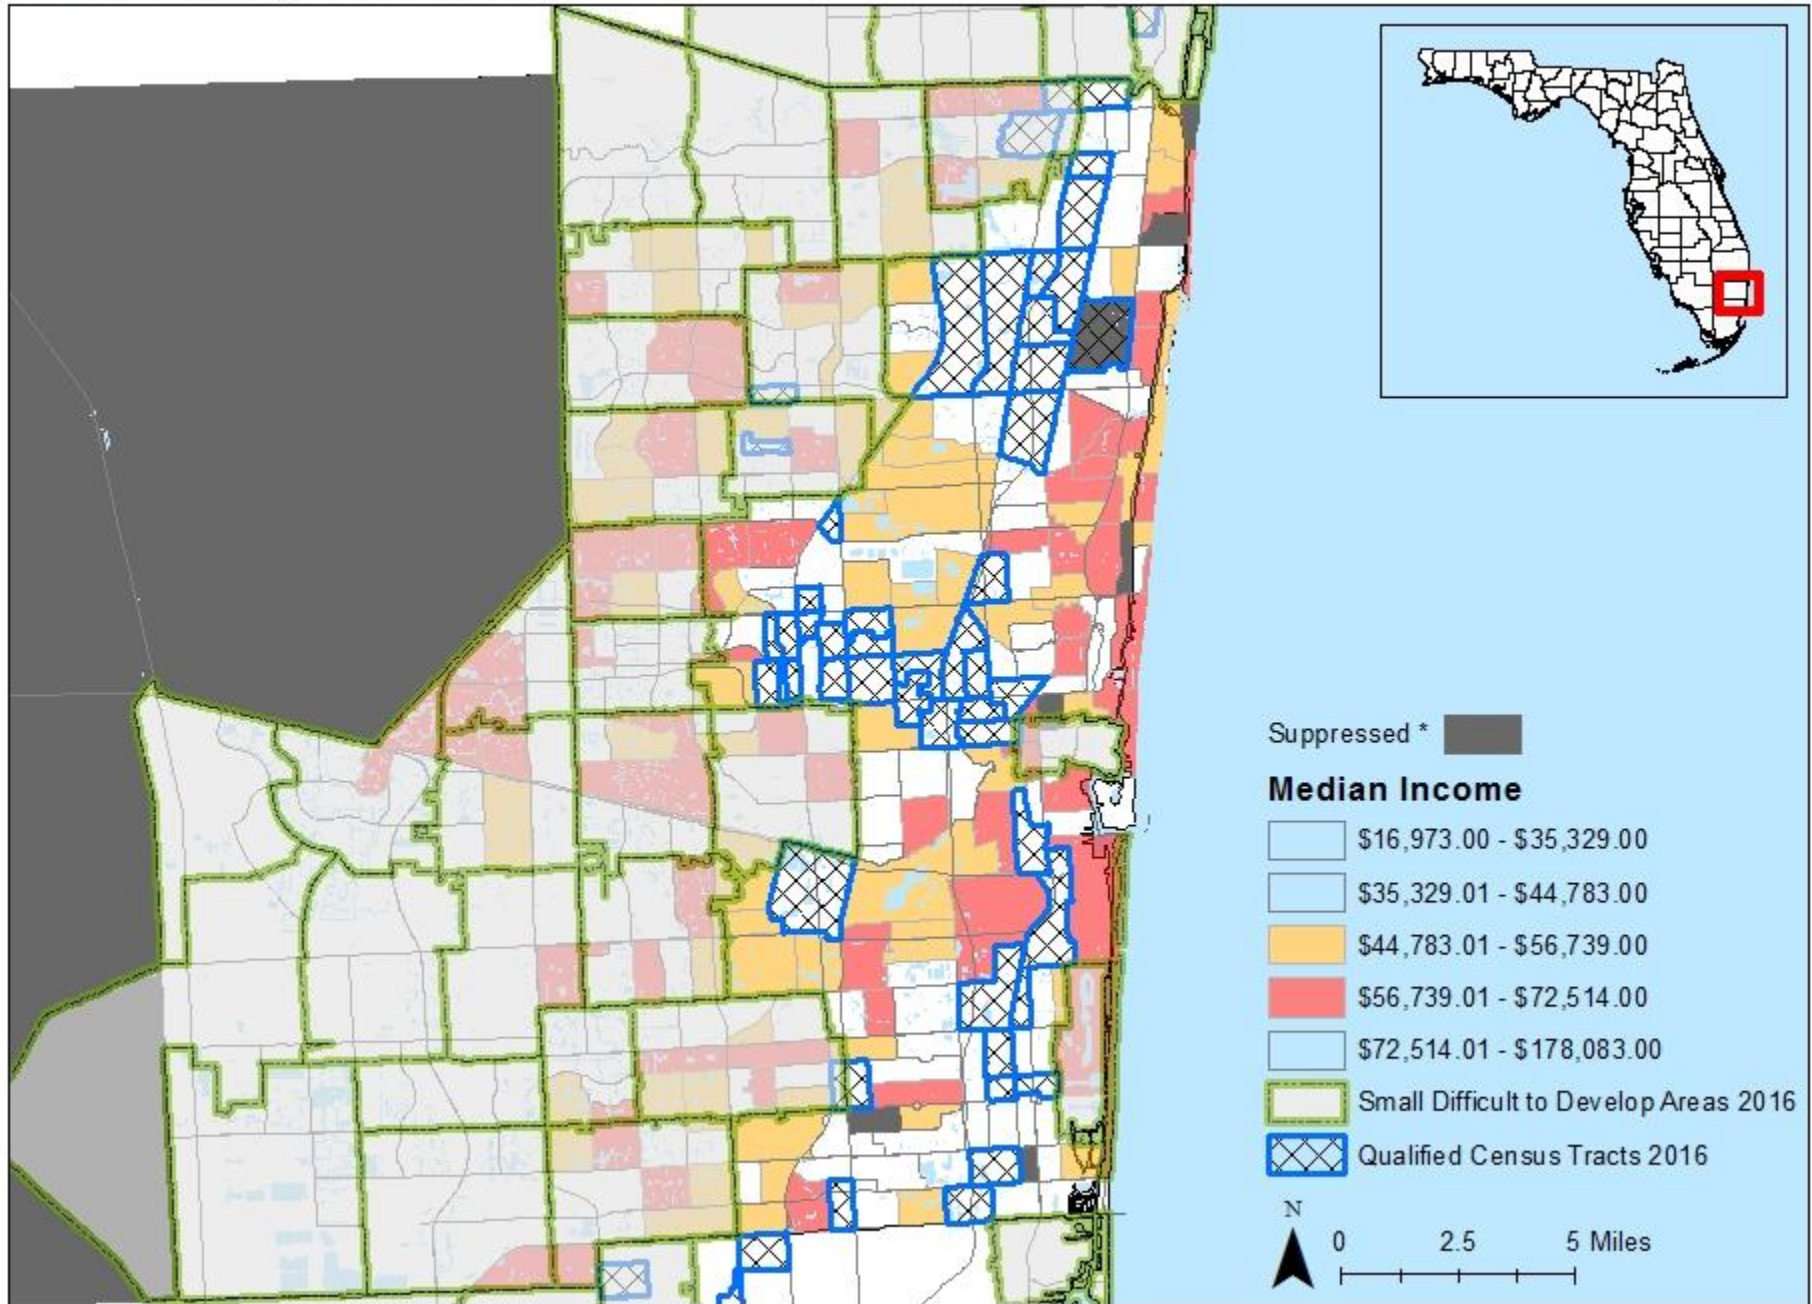 Suppressed *
Median Income
$16,973.00 - $35,329.00
$35,329.01 - $44,783.00
$44,783.01 - $56,739.00
$56,739.01 - $72,514.00
$72,514.01 - $178,083.00
Small Difficult to Develop Areas 2016
Qualified Census Tracts 2016
N
0 2.5 5 Miles